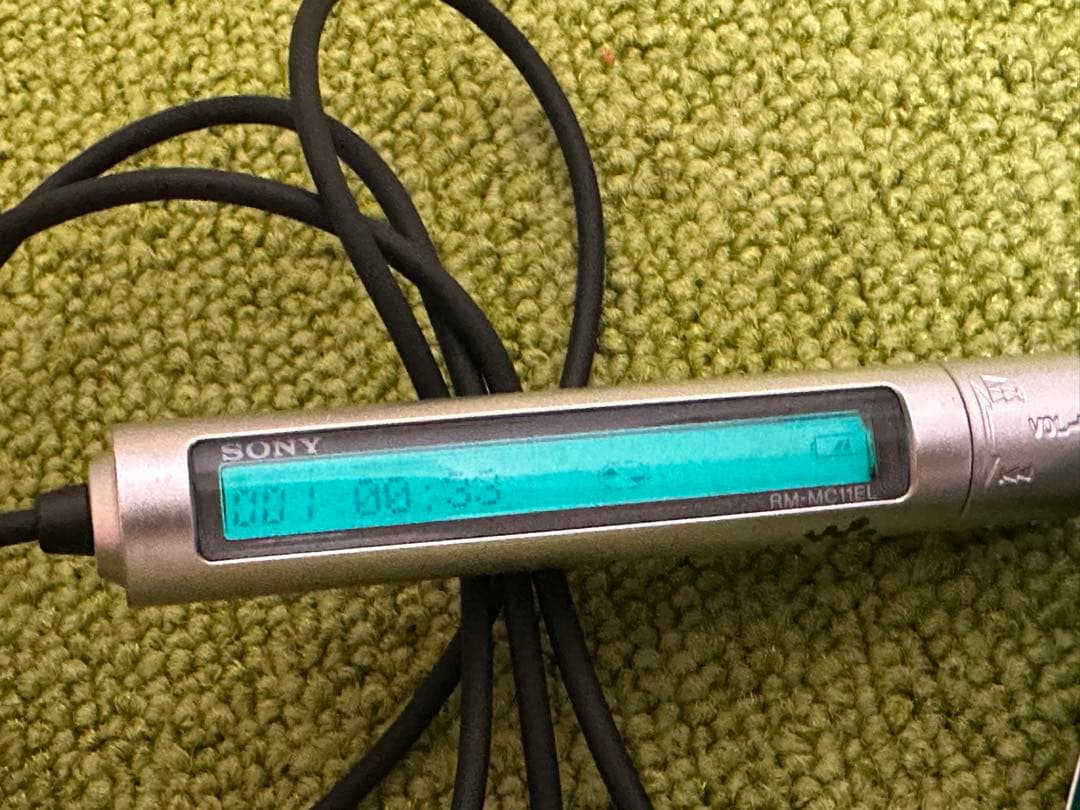 SONY
001 00:33
RM-MC11EL
VOL